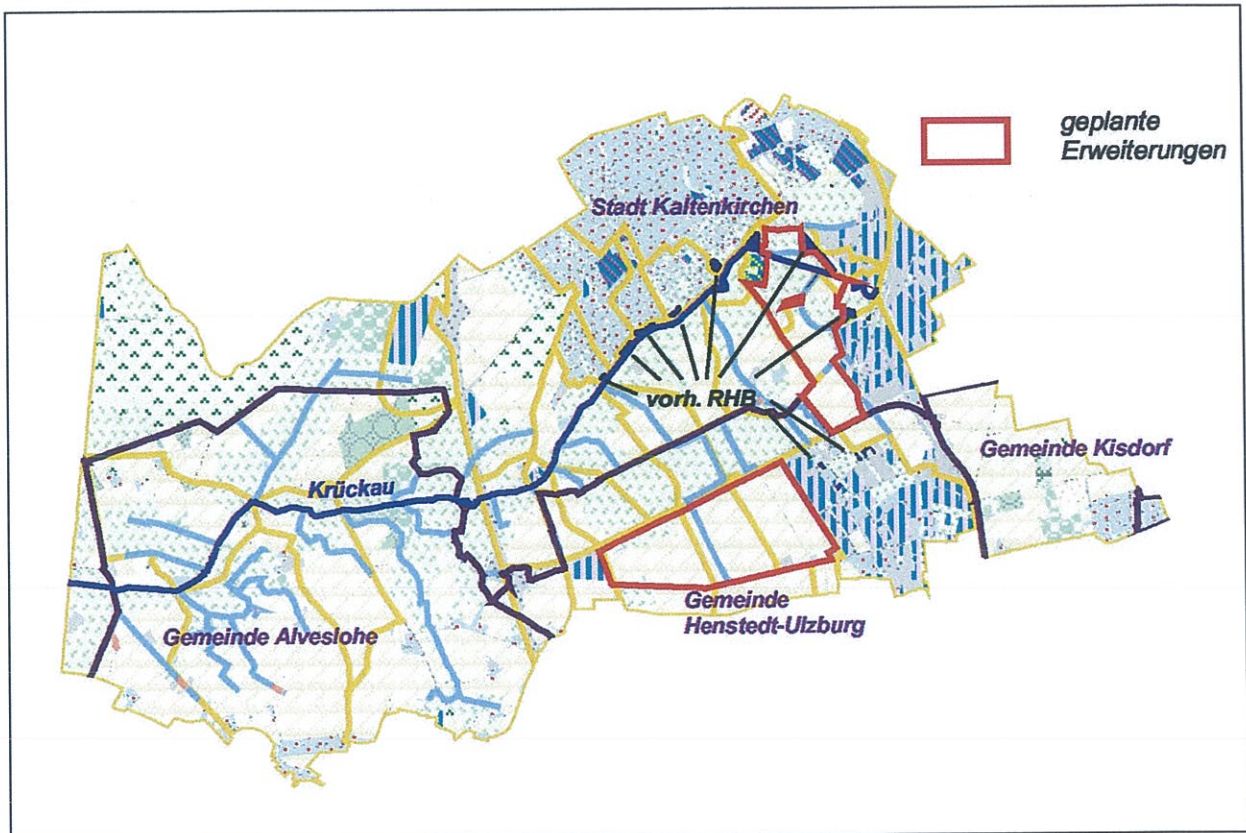 geplante
Erweiterungen
Stadt Kaltenkirchen
vorh. RHB
Gemeinde Kisdorf
Krückau
Gemeinde
Henstedt-Ulzburg
Gemeinde Alveslohe